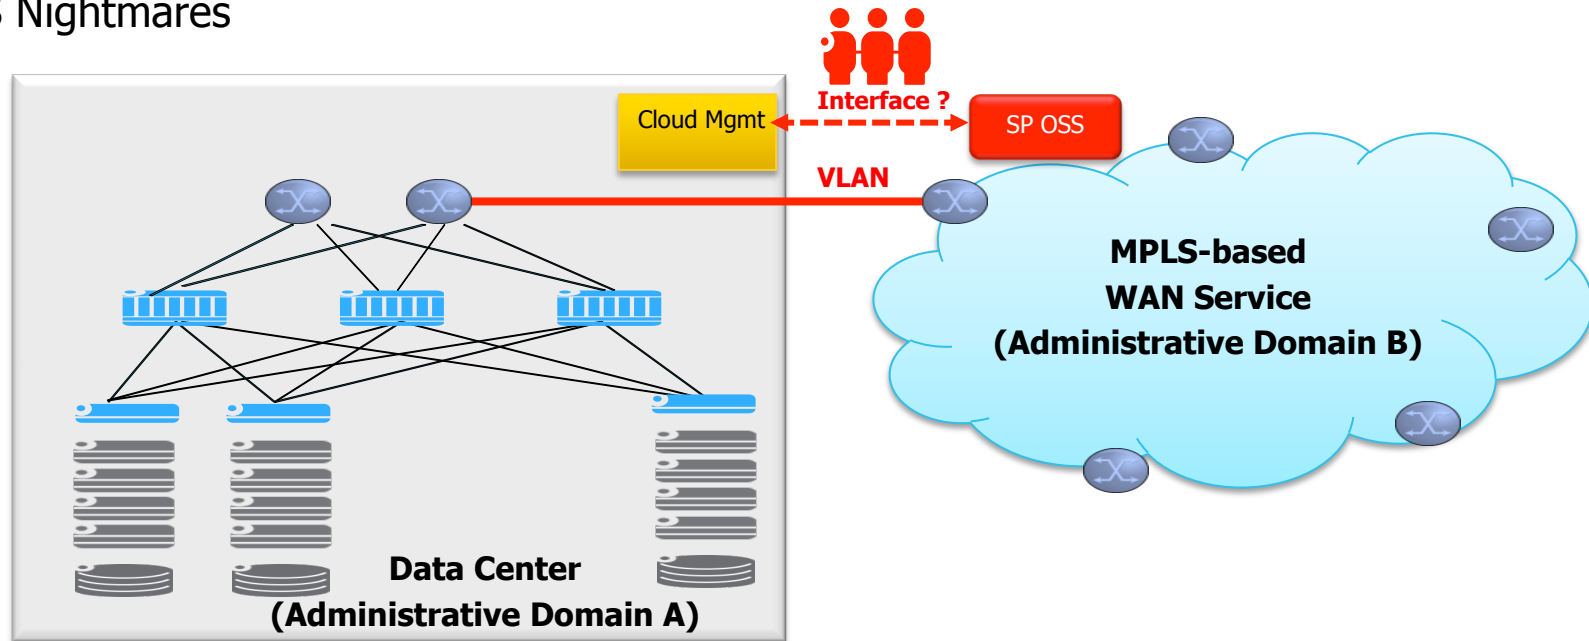 Nightmares
Interface ?
Cloud Mgmt
SP OSS
VLAN
MPLS-based
WAN Service
(Administrative Domain B)
Data Center
(Administrative Domain A)